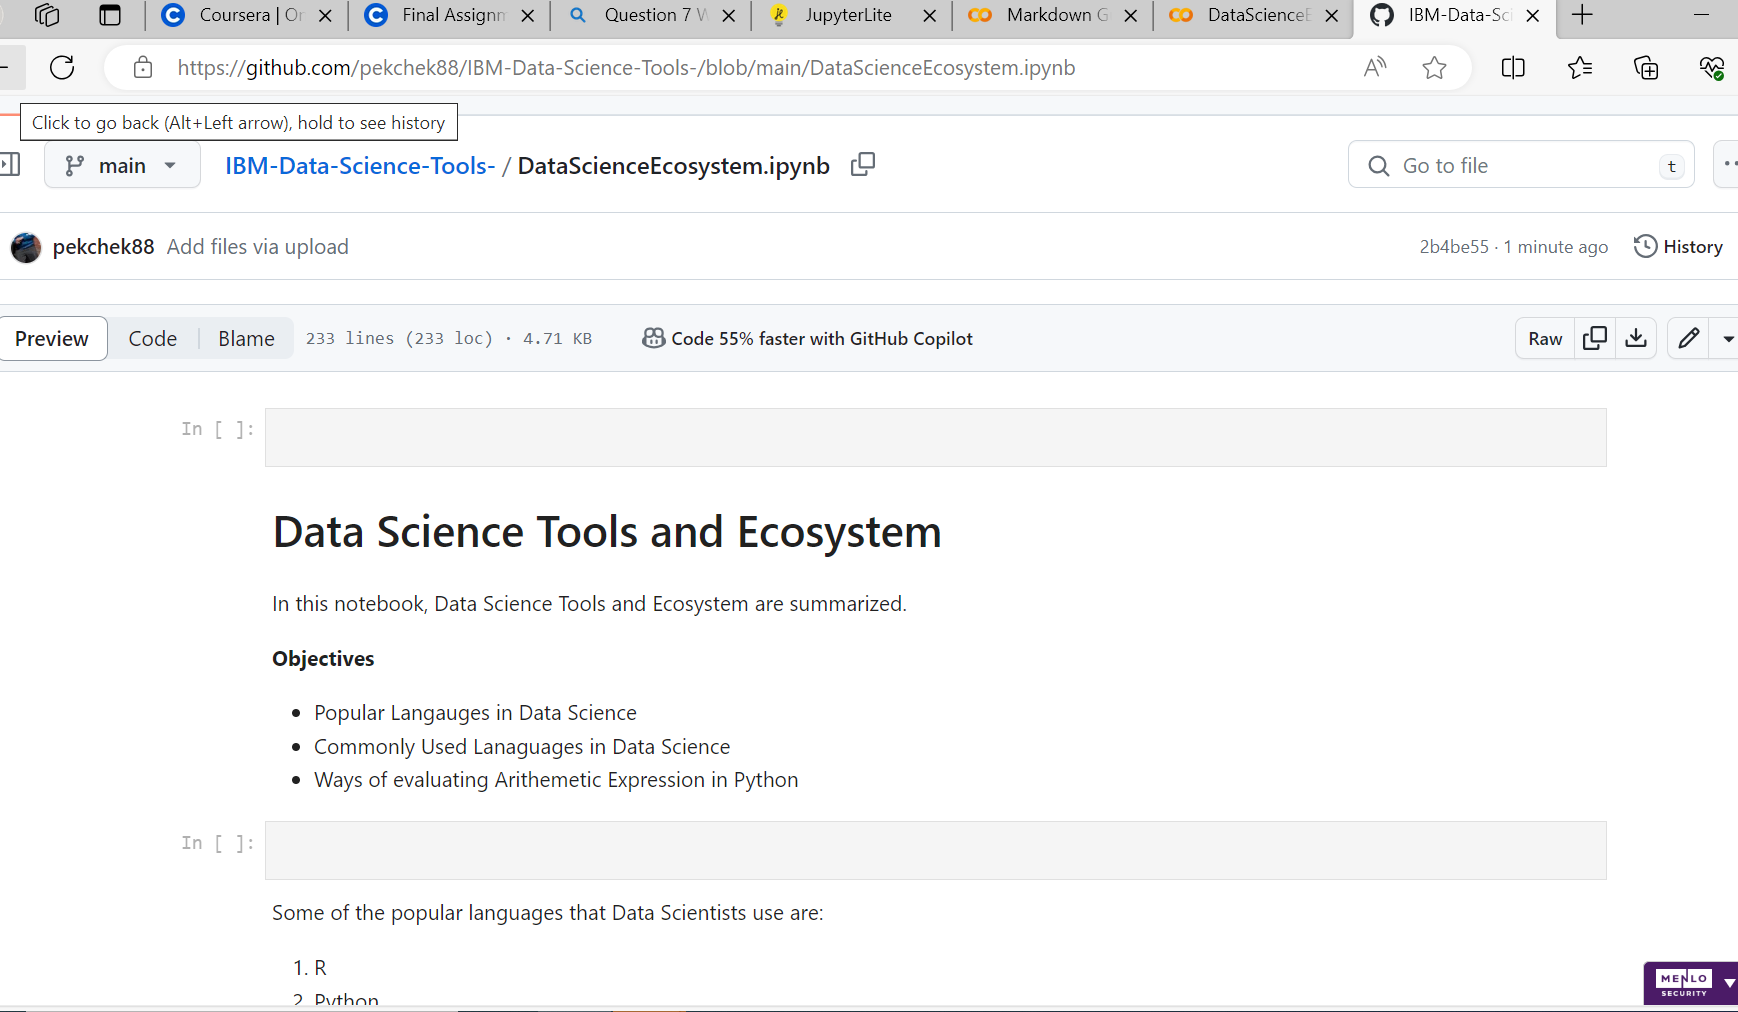 Coursera | Or
Final Assignm
Question 7 W
JupyterLite
Markdown G
DataScienceE
IBM-Data-Sci
https://github.com/pekchek88/IBM-Data-Science-Tools-/blob/main/DataScienceEcosystem.ipynb
Click to go back (Alt+Left arrow), hold to see history
main
IBM-Data-Science-Tools- / DataScienceEcosystem.ipynb
Go to file
t
pekchek88 Add files via upload
2b4be55 · 1 minute ago
History
Preview
Code
Blame
233 lines (233 loc) · 4.71 KB
Code 55% faster with GitHub Copilot
Raw
In [ ]:
Data Science Tools and Ecosystem
In this notebook, Data Science Tools and Ecosystem are summarized.
Objectives
• Popular Langauges in Data Science
• Commonly Used Lanaguages in Data Science
• Ways of evaluating Arithemetic Expression in Python
In [ ]:
Some of the popular languages that Data Scientists use are:
1. R
2. Python
MENLO
SECURITY